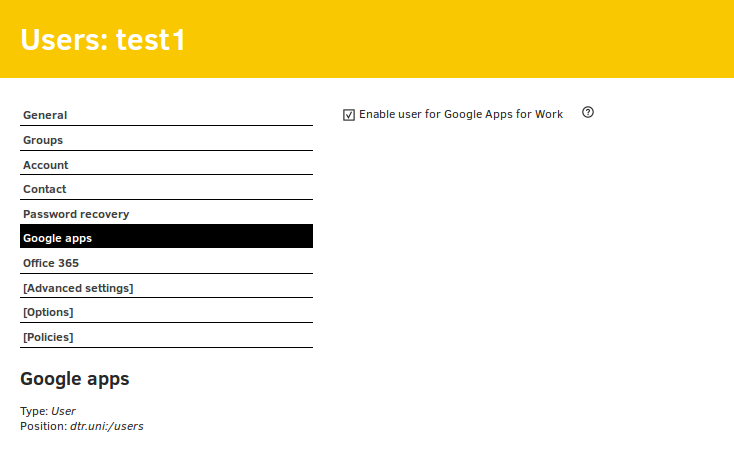 Users: test1
General
Groups
Account
Contact
Password recovery
Google apps
Office 365
[Advanced settings]
[Options]
[Policies]
Enable user for Google Apps for Work
Google apps
Type: User
Position: dtr.uni:/users